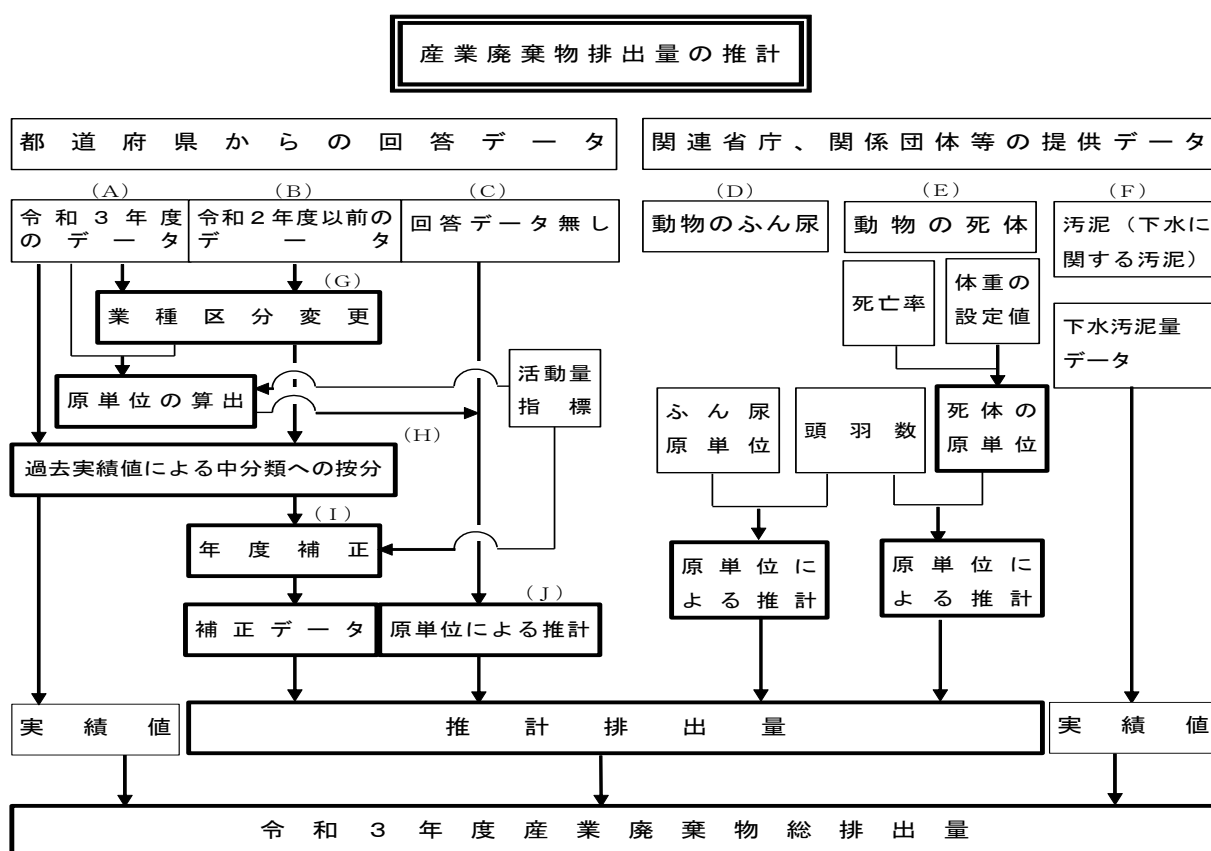 産業廃棄物排出量の推計
都道府県からの回答データ
関連省庁、関係団体等の提供データ
(A)
(B)
(C)
(D)
(E)
(F)
令和3年度
のデータ
令和2年度以前の
データ
回答データ無し
動物のふん尿
動物の死体
汚泥（下水に
関する汚泥）
(G)
業種区分変更
死亡率
体重の
設定値
下水汚泥量
データ
原単位の算出
活動量
指標
ふん尿
原単位
頭羽数
死体の
原単位
(H)
過去実績値による中分類への按分
(I)
年度補正
原単位に
よる推計
原単位に
よる推計
(J)
補正データ
原単位による推計
実績値
推計排出量
実績値
令和3年度産業廃棄物総排出量